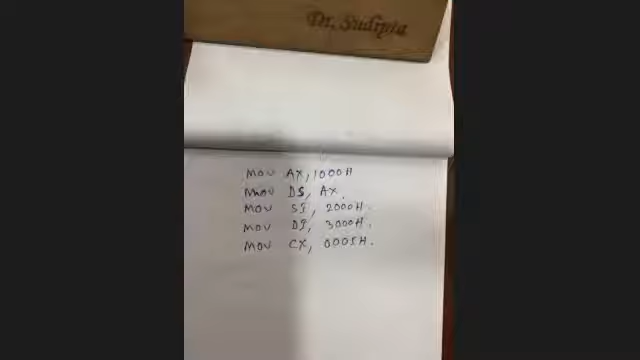 Dr. Sudipta
MOV AX, 1000H
MOV DS, AX.
MOV SI, 2000H.
MOV DI, 3000H.
MOV CX, 0005H.